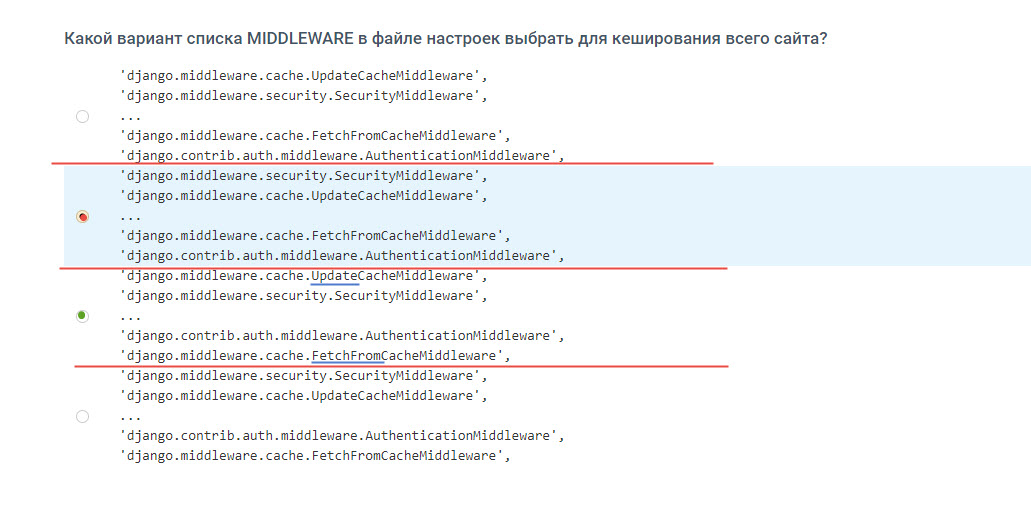 Какой вариант списка MIDDLEWARE в файле настроек выбрать для кеширования всего сайта?
'django.middleware.cache.UpdateCacheMiddleware',
'django.middleware.security.SecurityMiddleware',
...
'django.middleware.cache.FetchFromCacheMiddleware',
'django.contrib.auth.middleware.AuthenticationMiddleware',
'django.middleware.security.SecurityMiddleware',
'django.middleware.cache.UpdateCacheMiddleware',
...
'django.middleware.cache.FetchFromCacheMiddleware',
'django.contrib.auth.middleware.AuthenticationMiddleware',
'django.middleware.cache.UpdateCacheMiddleware',
'django.middleware.security.SecurityMiddleware',
...
'django.contrib.auth.middleware.AuthenticationMiddleware',
'django.middleware.cache.FetchFromCacheMiddleware',
'django.middleware.security.SecurityMiddleware',
'django.middleware.cache.UpdateCacheMiddleware',
...
'django.contrib.auth.middleware.AuthenticationMiddleware',
'django.middleware.cache.FetchFromCacheMiddleware',